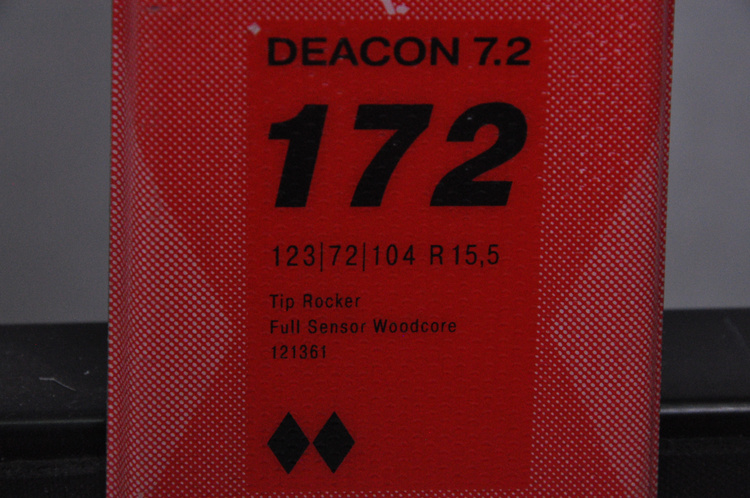 DEACON 7.2
172
123|72|104 R 15,5
Tip Rocker
Full Sensor Woodcore
121361